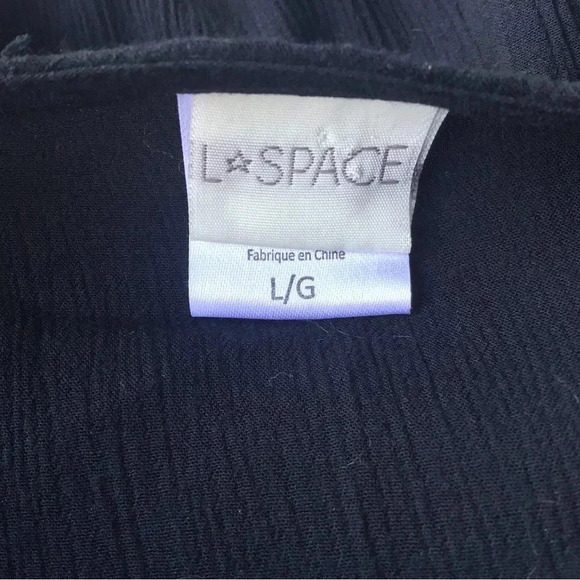 L☆SPACE
Fabrique en Chine
L/G